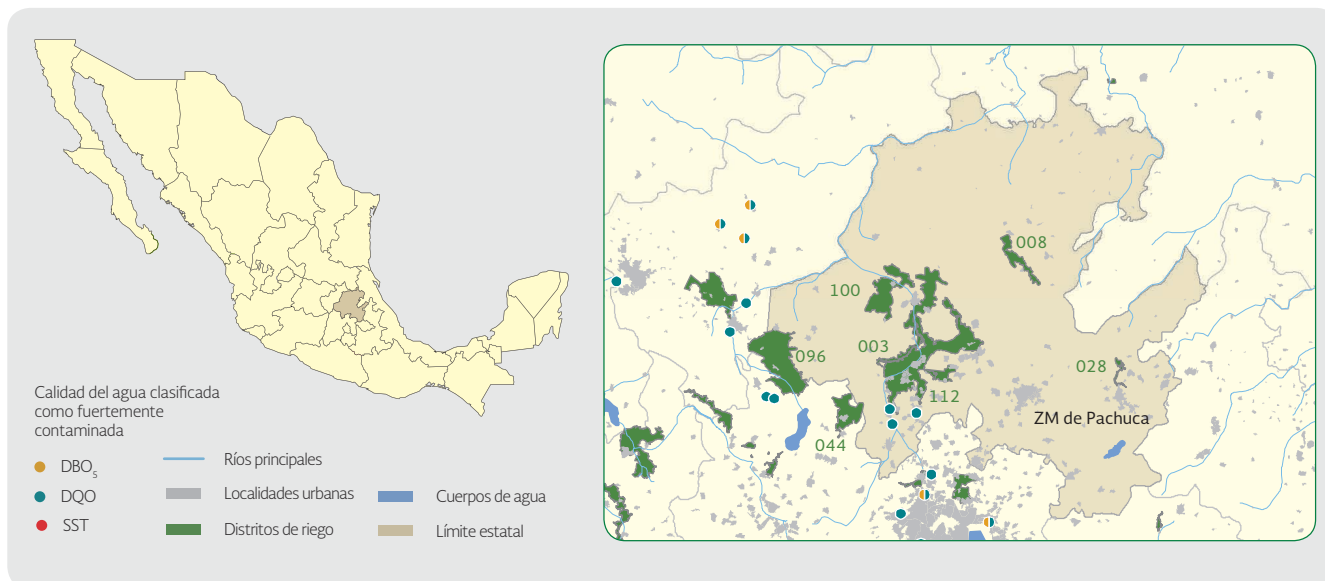 Calidad del agua clasificada
como fuertemente
contaminada
DBO5
DQO
SST
Ríos principales
Localidades urbanas
Distritos de riego
Cuerpos de agua
Límite estatal
008
100
003
096
028
112
ZM de Pachuca
044